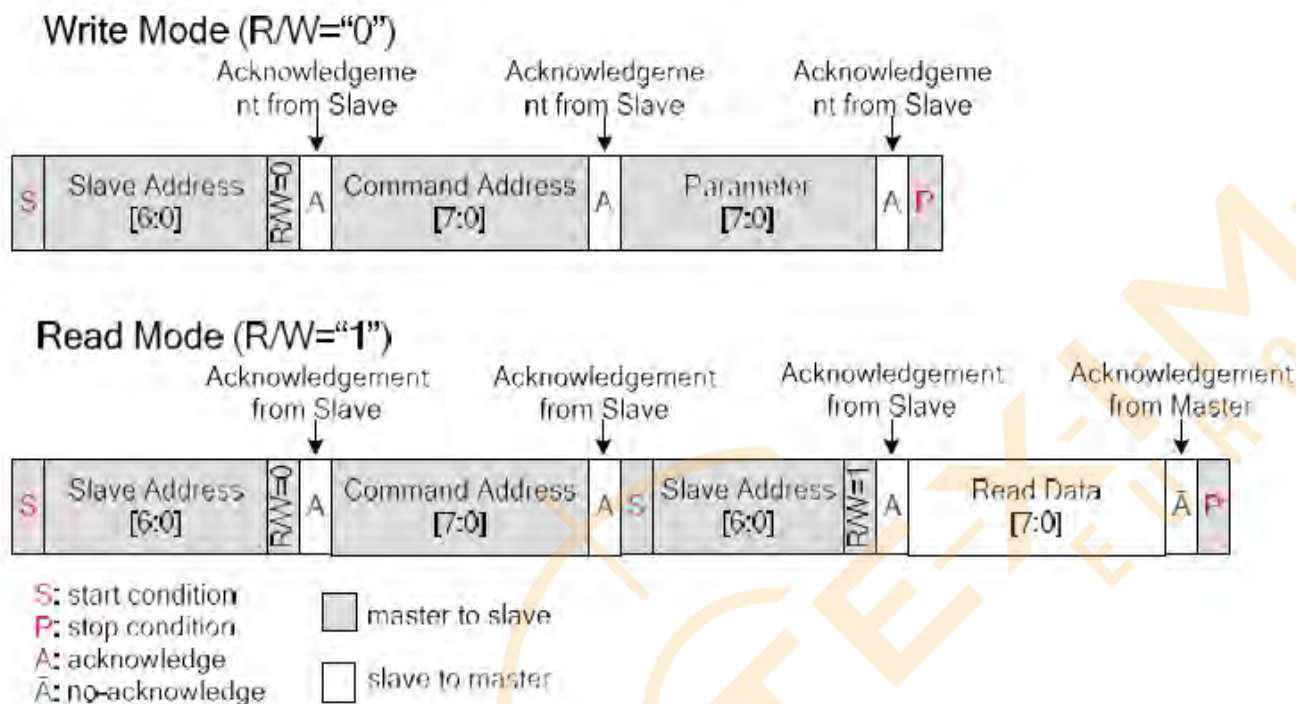 Write Mode (R/W="0")
Acknowledgeme
nt from Slave
Acknowledgeme
nt from Slave
Acknowledgeme
nt from Slave
S
Slave Address
[6:0]
R/W=0
A
Command Address
[7:0]
A
Parameter
[7:0]
A
P
Read Mode (R/W="1")
Acknowledgement
from Slave
Acknowledgement
from Slave
Acknowledgement
from Slave
Acknowledgement
from Master
S
Slave Address
[6:0]
R/W=0
A
Command Address
[7:0]
A
S
Slave Address
[6:0]
R/W=1
A
Read Data
[7:0]
Ā
P
S: start condition
P: stop condition
A: acknowledge
Ā: no-acknowledge
master to slave
slave to master